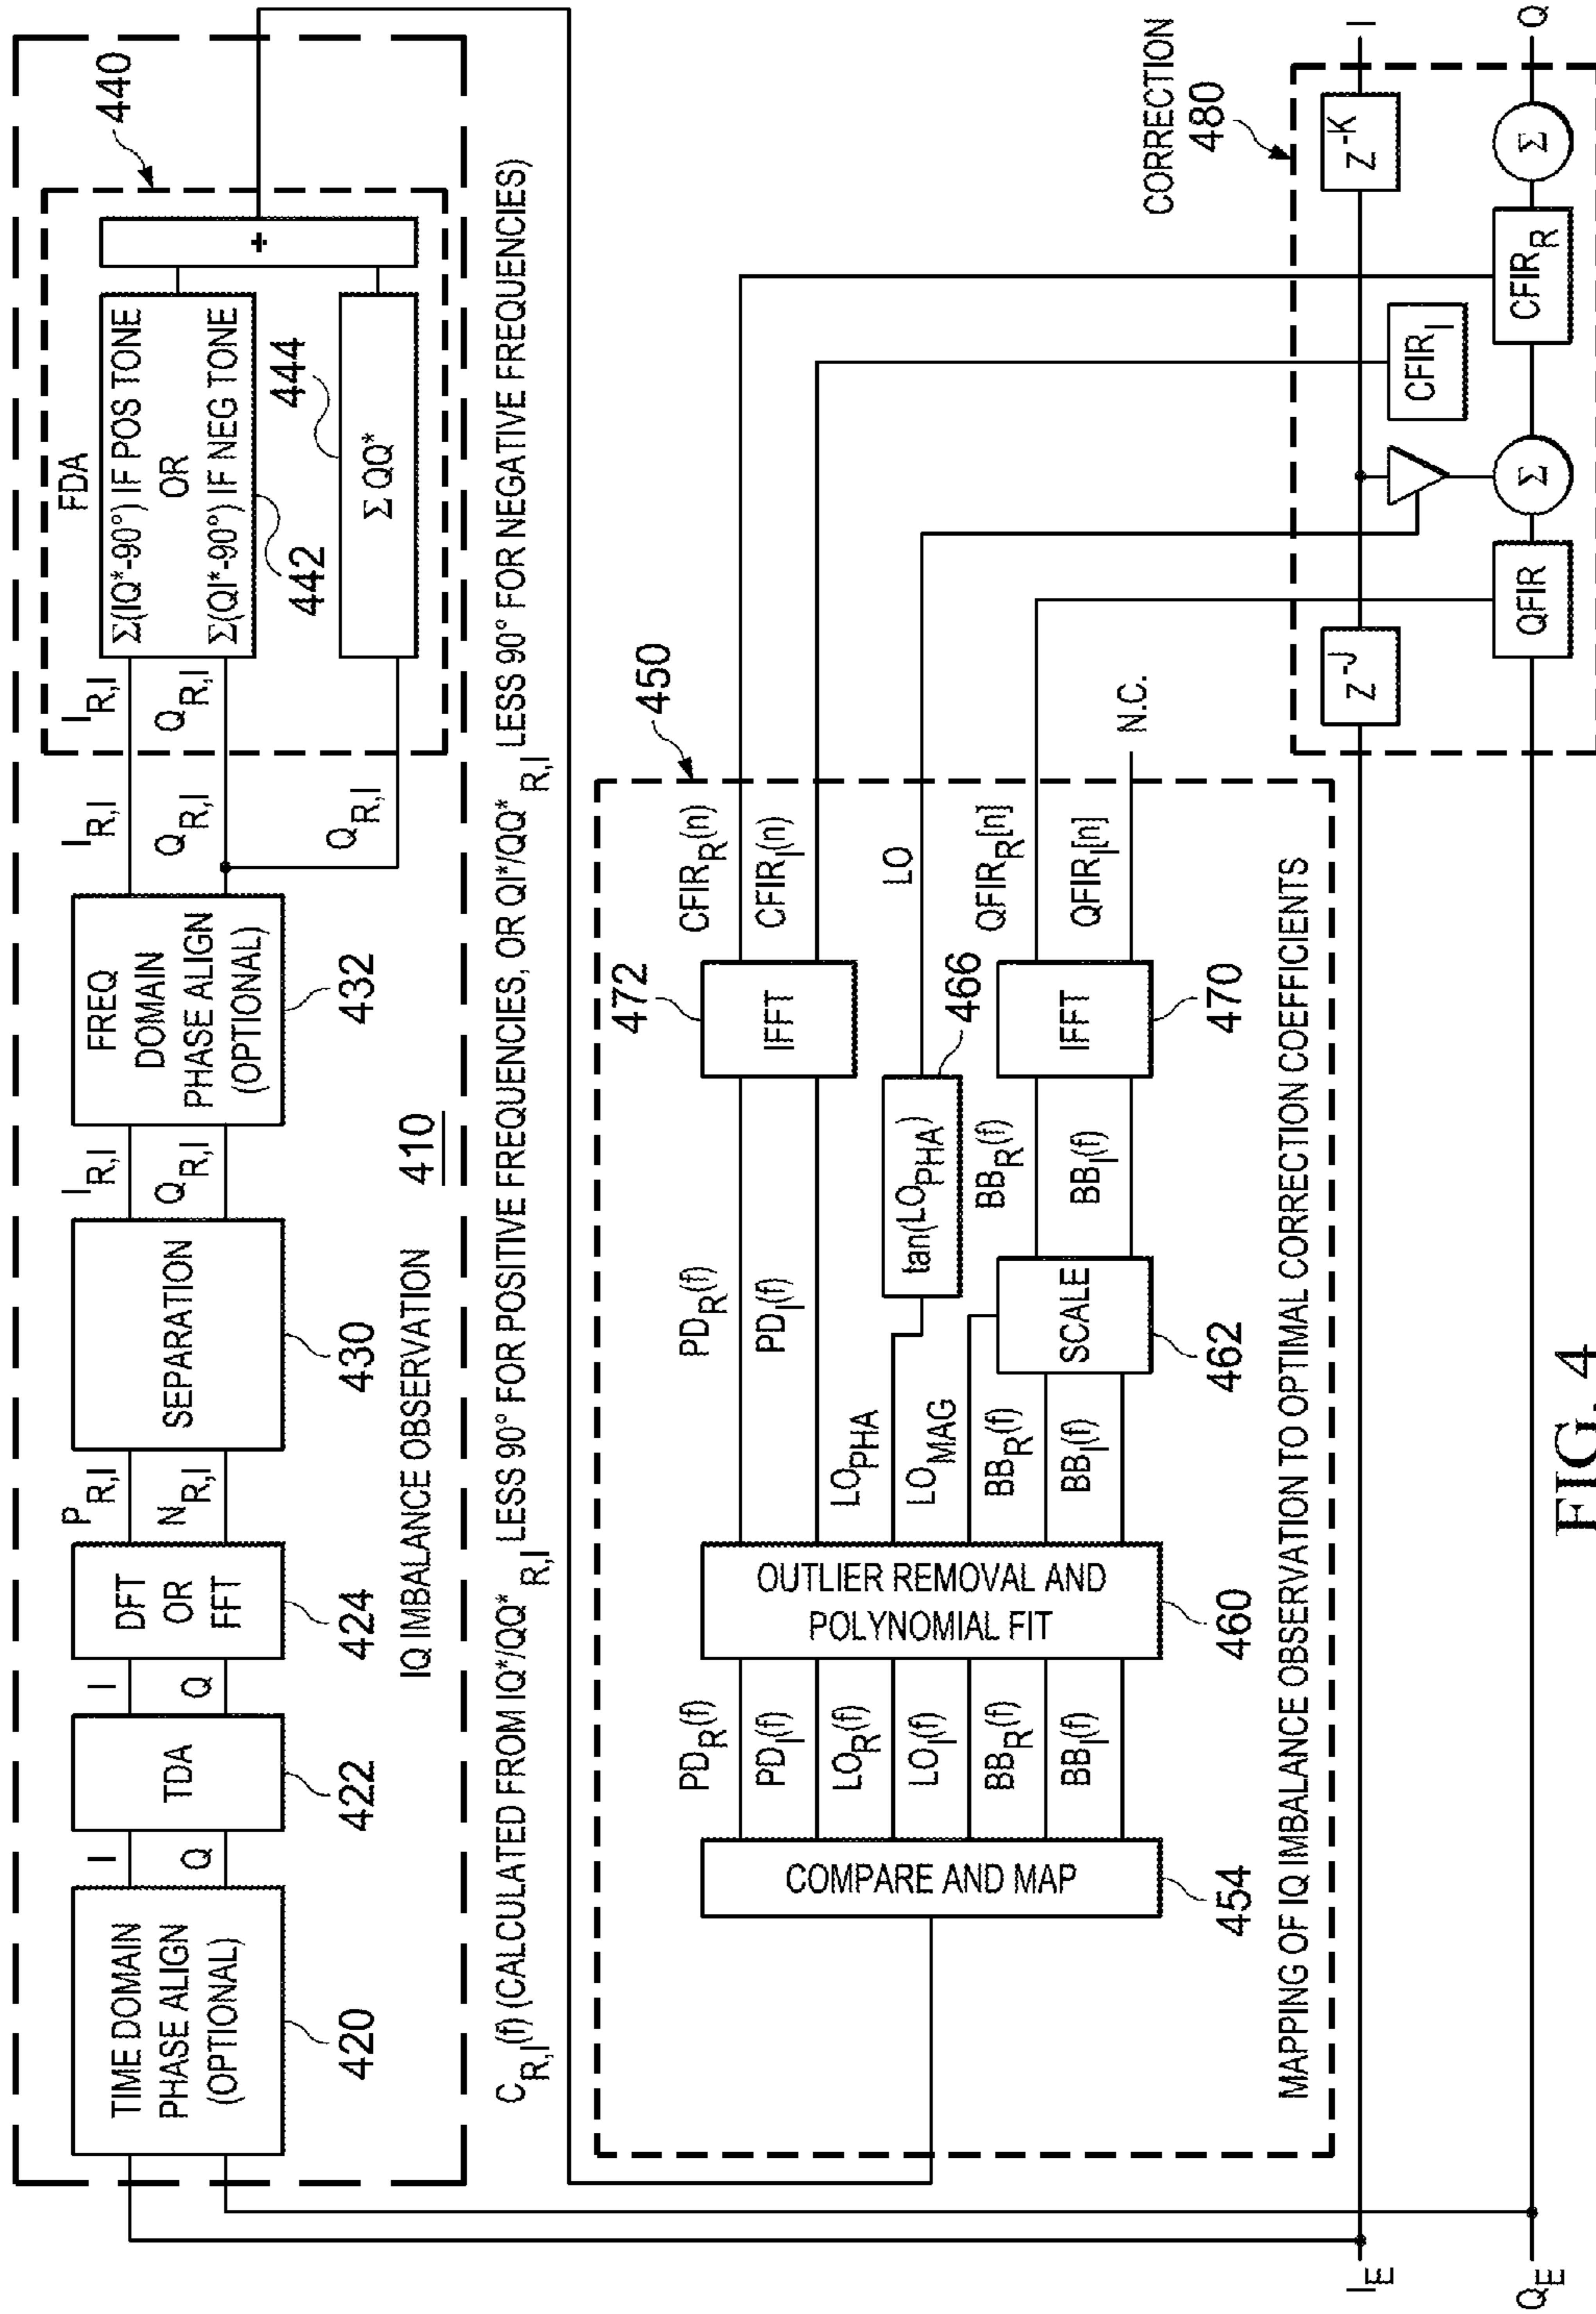 TIME DOMAIN
PHASE ALIGN
(OPTIONAL)
420
I
Q
TDA
422
I
Q
DFT
OR
FFT
424
P_R,I
N_R,I
SEPARATION
430
I_R,I
Q_R,I
FREQ
DOMAIN
PHASE ALIGN
(OPTIONAL)
432
I_R,I
Q_R,I
Q_R,I
FDA
440
I_R,I
Q_R,I
Σ(IQ*-90°) IF POS TONE
OR
Σ(QI*-90°) IF NEG TONE
442
444
Σ QQ*
÷
IQ IMBALANCE OBSERVATION
410
C_R,I(f) (CALCULATED FROM IQ*/QQ*_R,I LESS 90° FOR POSITIVE FREQUENCIES, OR QI*/QQ*_R,I LESS 90° FOR NEGATIVE FREQUENCIES)
450
COMPARE AND MAP
454
PD_R(f)
PD_I(f)
LO_R(f)
LO_I(f)
BB_R(f)
BB_I(f)
OUTLIER REMOVAL AND
POLYNOMIAL FIT
460
PD_R(f)
PD_I(f)
LO_PHA
LO_MAG
BB_R(f)
BB_I(f)
SCALE
462
tan(LO_PHA)
466
BB_R(f)
BB_I(f)
472
IFFT
IFFT
470
CFIR_R(n)
CFIR_I(n)
LO
QFIR_R[n]
QFIR_I[n]
N.C.
MAPPING OF IQ IMBALANCE OBSERVATION TO OPTIMAL CORRECTION COEFFICIENTS
CORRECTION
480
I_E
Z^-J
Z^-K
I
CFIR_I
Q_E
QFIR
Σ
CFIR_R
Σ
Q
FIG. 4